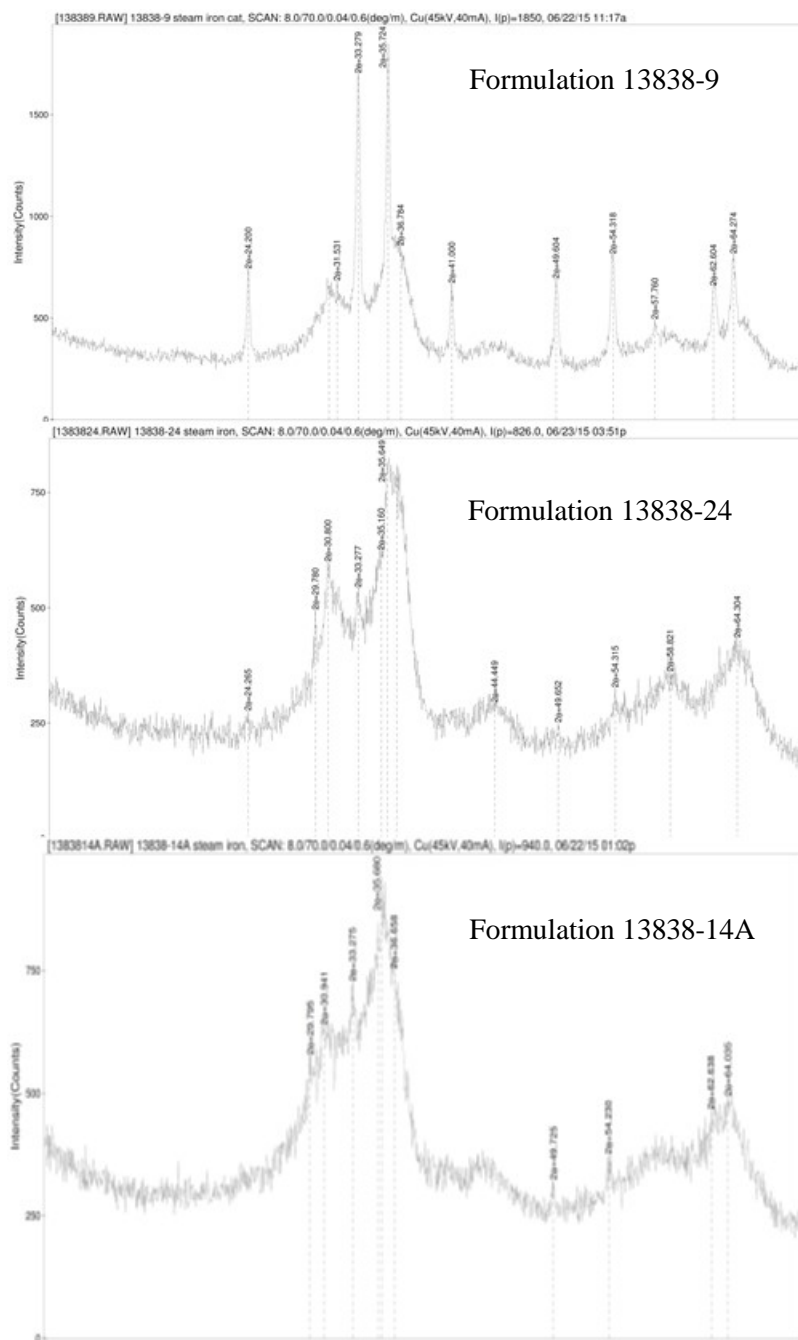 [138389.RAW] 13838-9 steam iron cat, SCAN: 8.0/70.0/0.04/0.6(deg/m), Cu(45kV,40mA), I(p)=1850, 06/22/15 11:17a
Formulation 13838-9
Intensity(Counts)
1500
1000
500
0
2θ=24.200
2θ=31.531
2θ=33.279
2θ=35.724
2θ=36.784
2θ=41.000
2θ=49.604
2θ=54.318
2θ=57.760
2θ=62.604
2θ=64.274
[1383824.RAW] 13838-24 steam iron, SCAN: 8.0/70.0/0.04/0.6(deg/m), Cu(45kV,40mA), I(p)=826.0, 06/23/15 03:51p
Formulation 13838-24
Intensity(Counts)
750
500
250
2θ=24.265
2θ=29.780
2θ=30.800
2θ=33.277
2θ=35.160
2θ=35.649
2θ=44.449
2θ=49.652
2θ=54.315
2θ=58.821
2θ=64.304
[1383814A.RAW] 13838-14A steam iron, SCAN: 8.0/70.0/0.04/0.6(deg/m), Cu(45kV,40mA), I(p)=940.0, 06/22/15 01:02p
Formulation 13838-14A
Intensity(Counts)
750
500
250
0
2θ=29.795
2θ=30.941
2θ=33.275
2θ=36.658
2θ=49.725
2θ=54.230
2θ=62.638
2θ=64.035